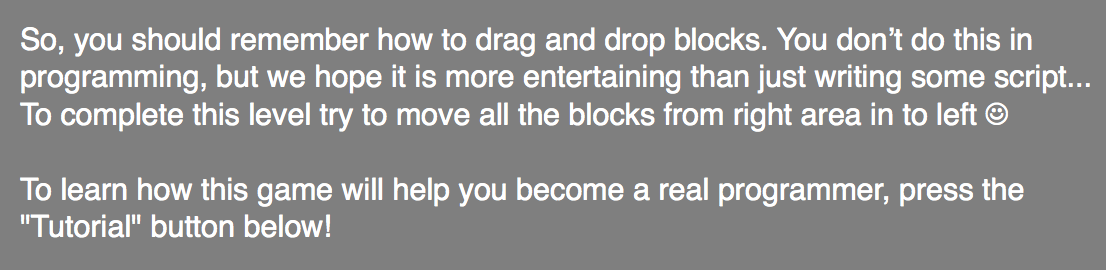 So, you should remember how to drag and drop blocks. You don’t do this in
programming, but we hope it is more entertaining than just writing some script...
To complete this level try to move all the blocks from right area in to left ☺
To learn how this game will help you become a real programmer, press the
"Tutorial" button below!